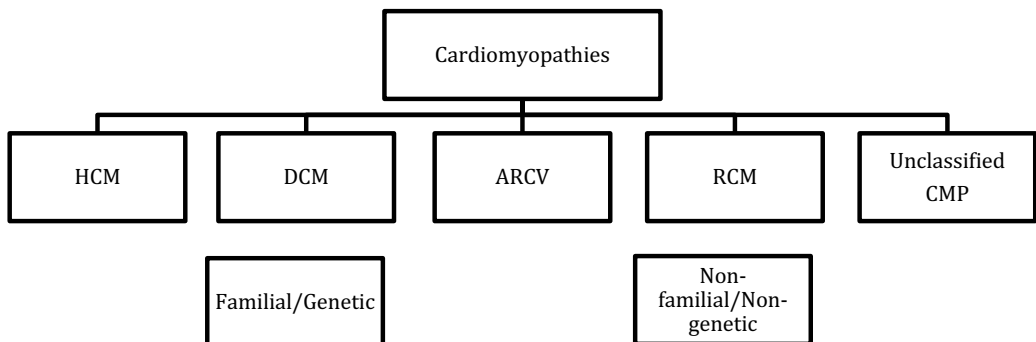 Cardiomyopathies
HCM
DCM
ARCV
RCM
Unclassified
CMP
Familial/Genetic
Non-
familial/Non-
genetic